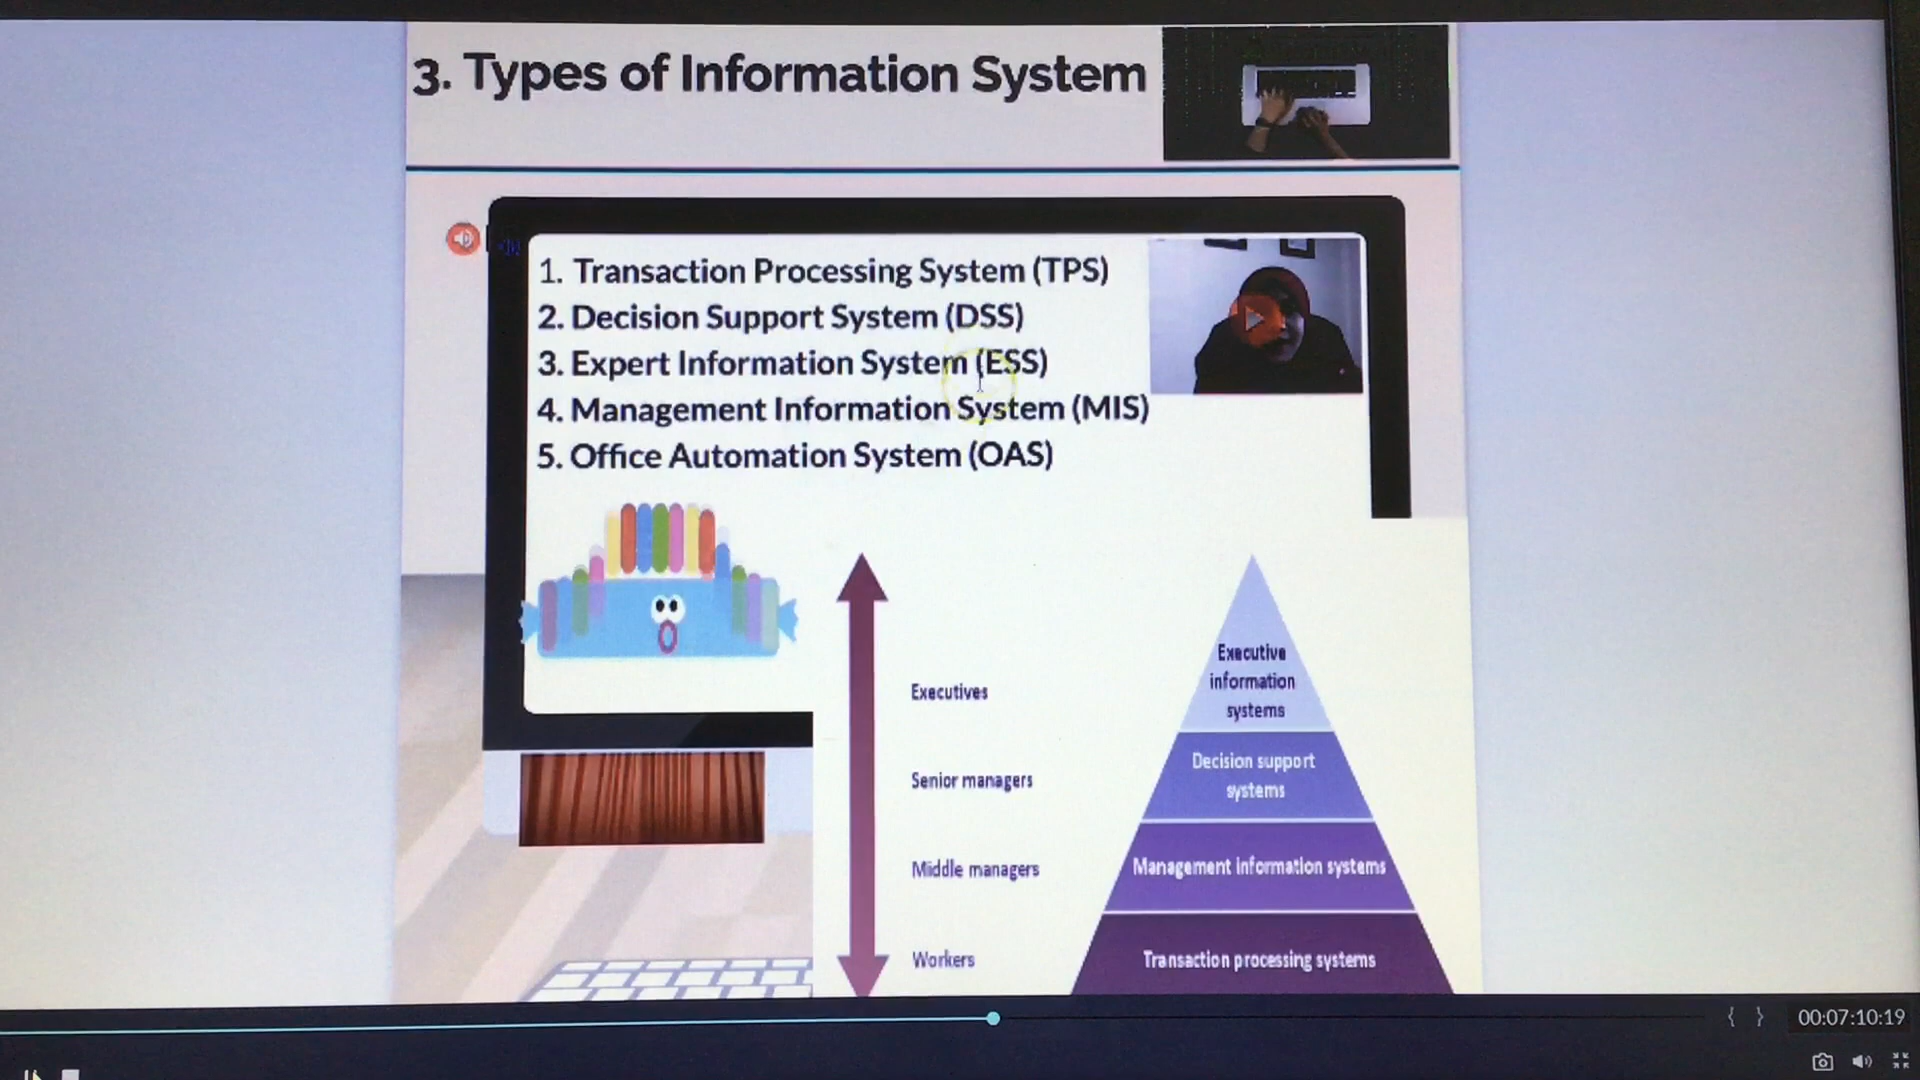 3. Types of Information System
1. Transaction Processing System (TPS)
2. Decision Support System (DSS)
3. Expert Information System (ESS)
4. Management Information System (MIS)
5. Office Automation System (OAS)
Executives
Senior managers
Middle managers
Workers
Executive
information
systems
Decision support
systems
Management information systems
Transaction processing systems
{ } 00:07:10:19